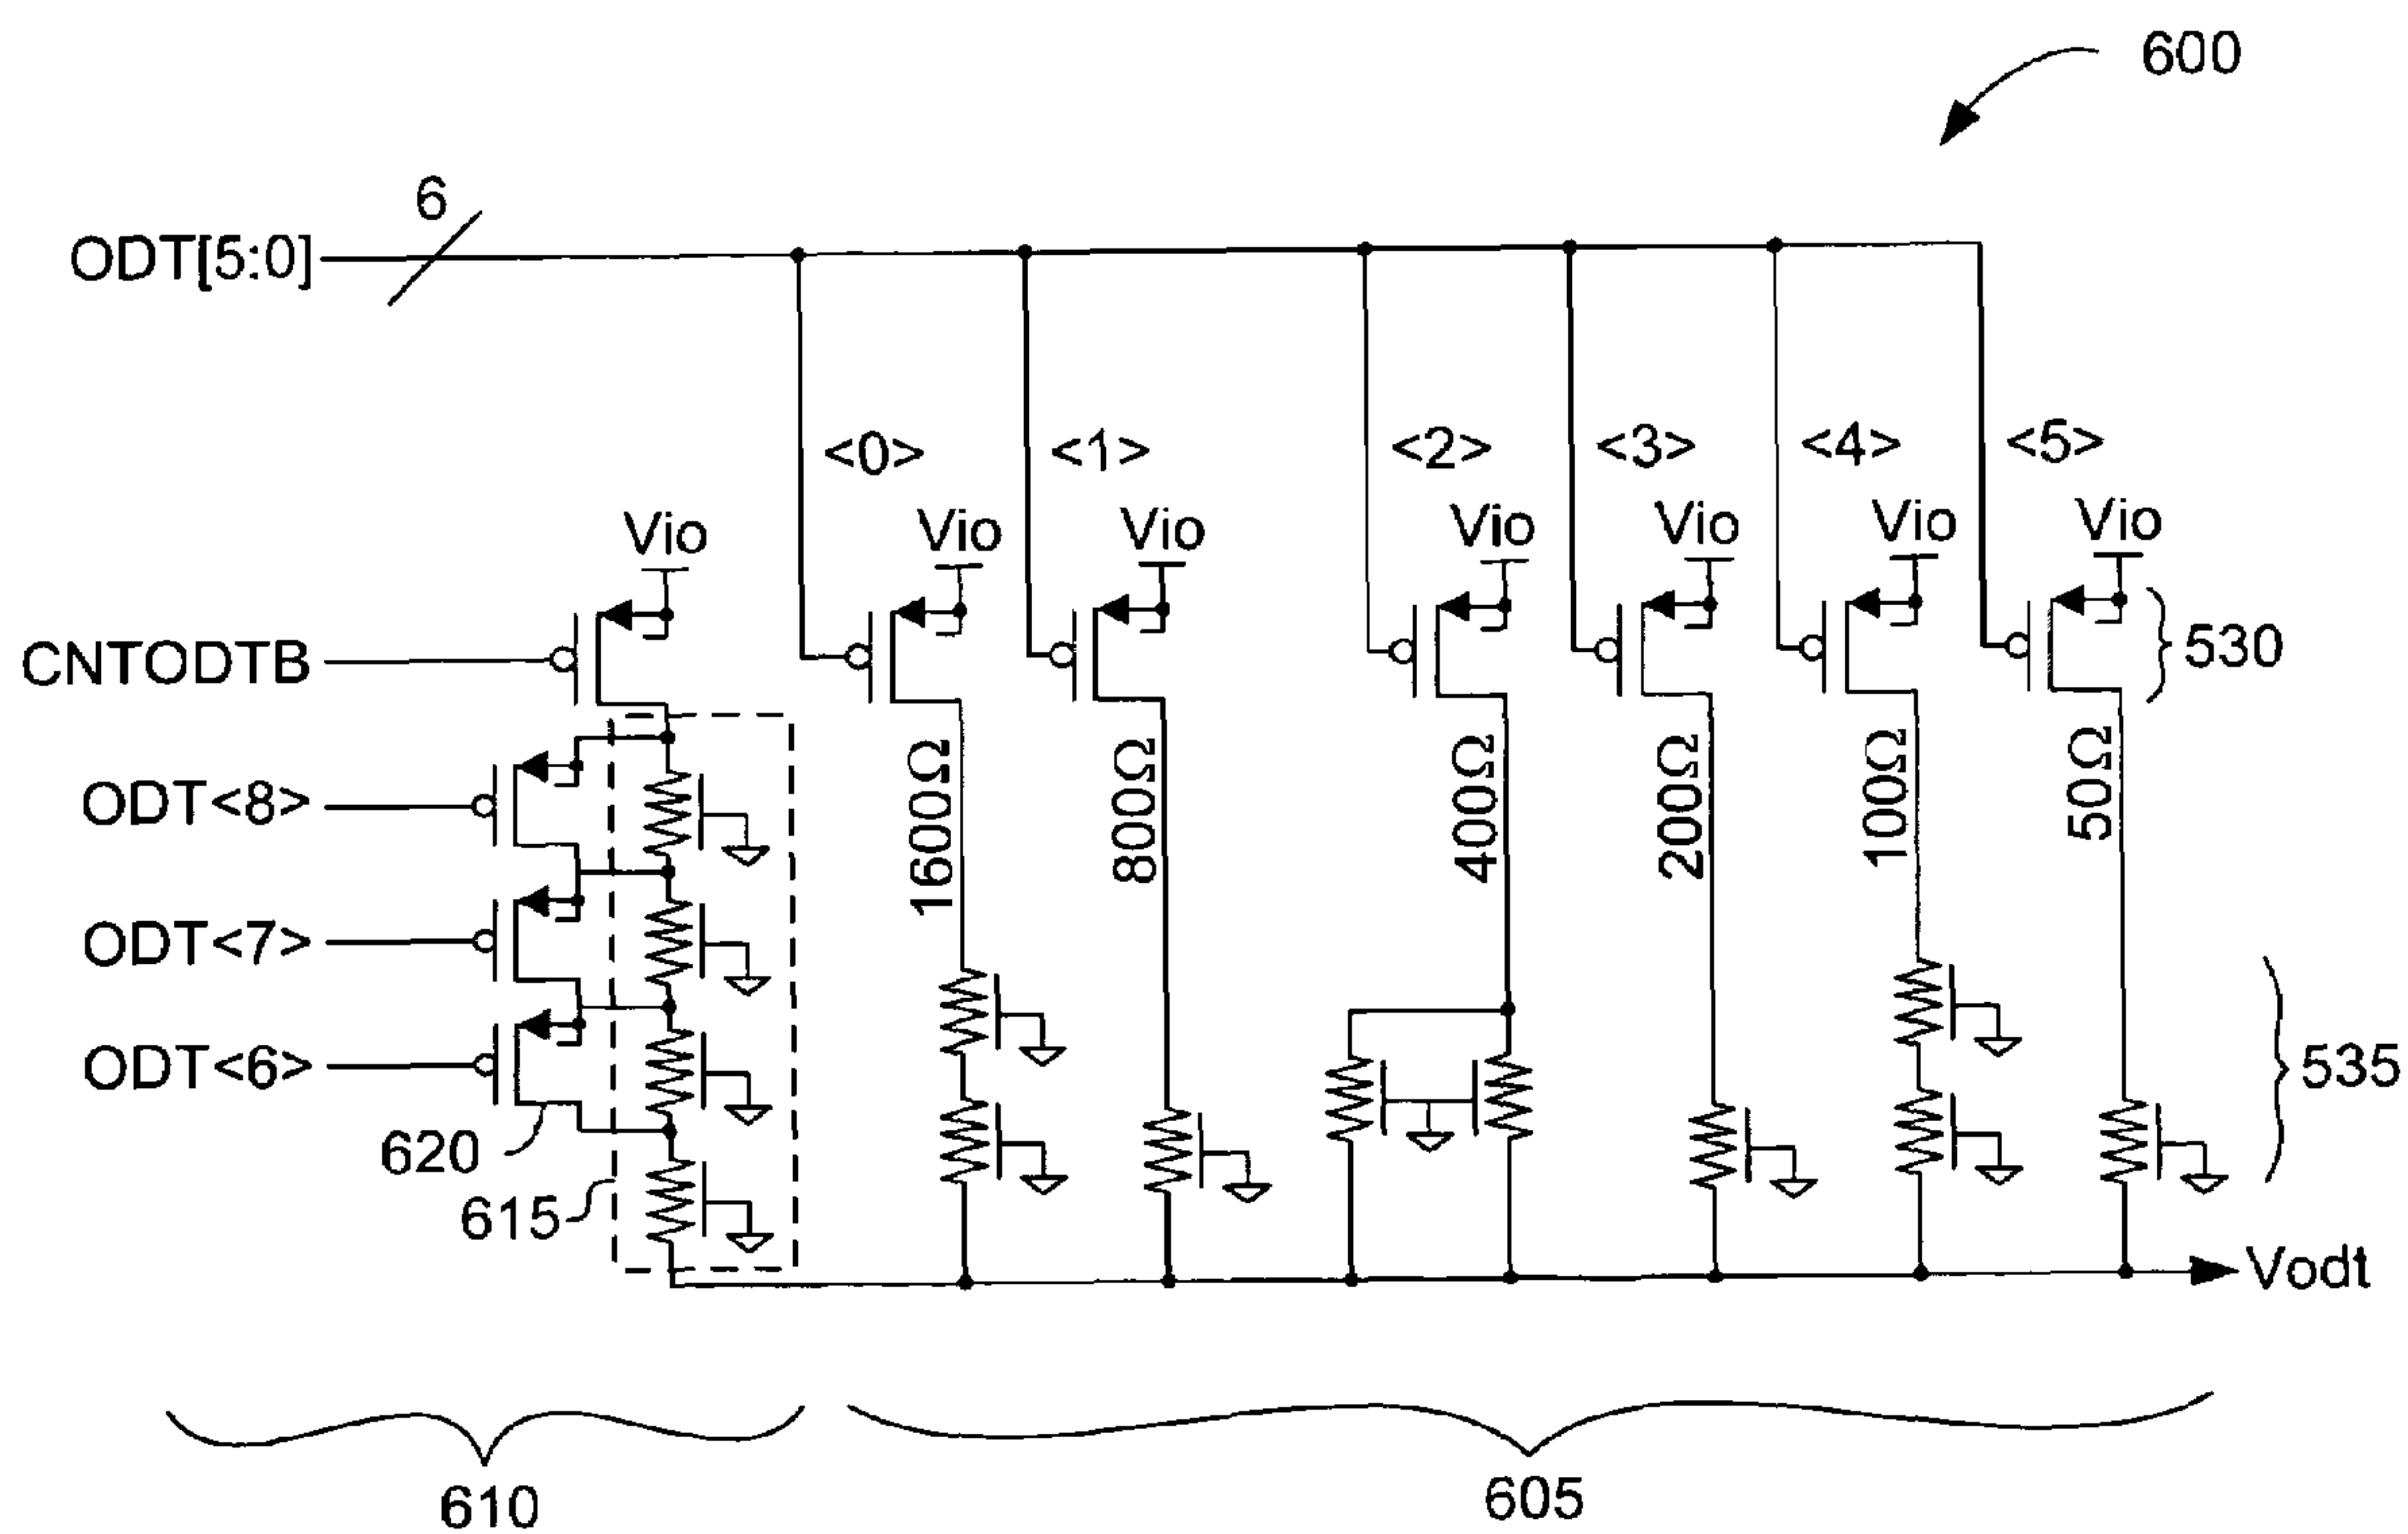 600
6
ODT[5:0]
<0> <1> <2> <3> <4> <5>
Vio Vio Vio Vio Vio Vio Vio
CNTODTB
530
1600Ω 800Ω 400Ω 200Ω 100Ω 50Ω
ODT<8>
ODT<7>
ODT<6>
535
620
615
Vodt
610
605